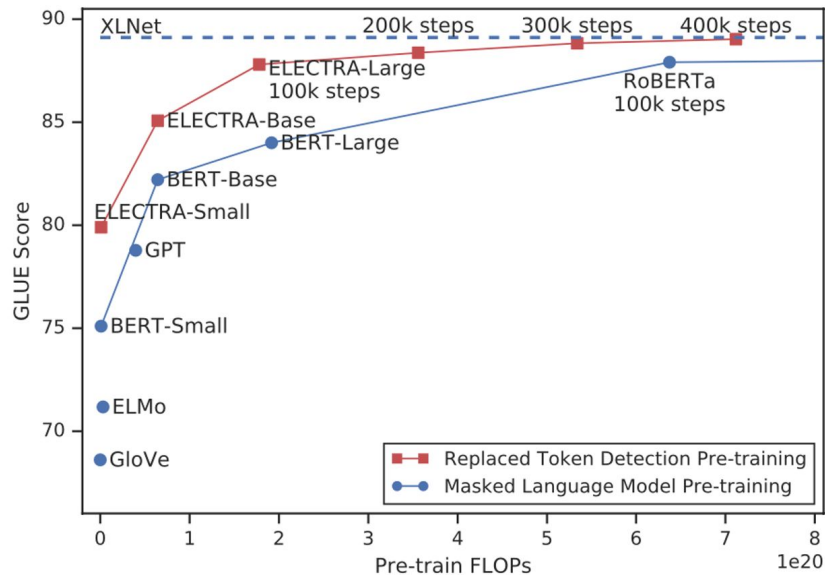 90
XLNet
200k steps
300k steps
400k steps
ELECTRA-Large
100k steps
RoBERTa
100k steps
85
ELECTRA-Base
BERT-Large
BERT-Base
ELECTRA-Small
80
GPT
GLUE Score
75
BERT-Small
ELMo
70
GloVe
Replaced Token Detection Pre-training
Masked Language Model Pre-training
0 1 2 3 4 5 6 7 8
1e20
Pre-train FLOPs